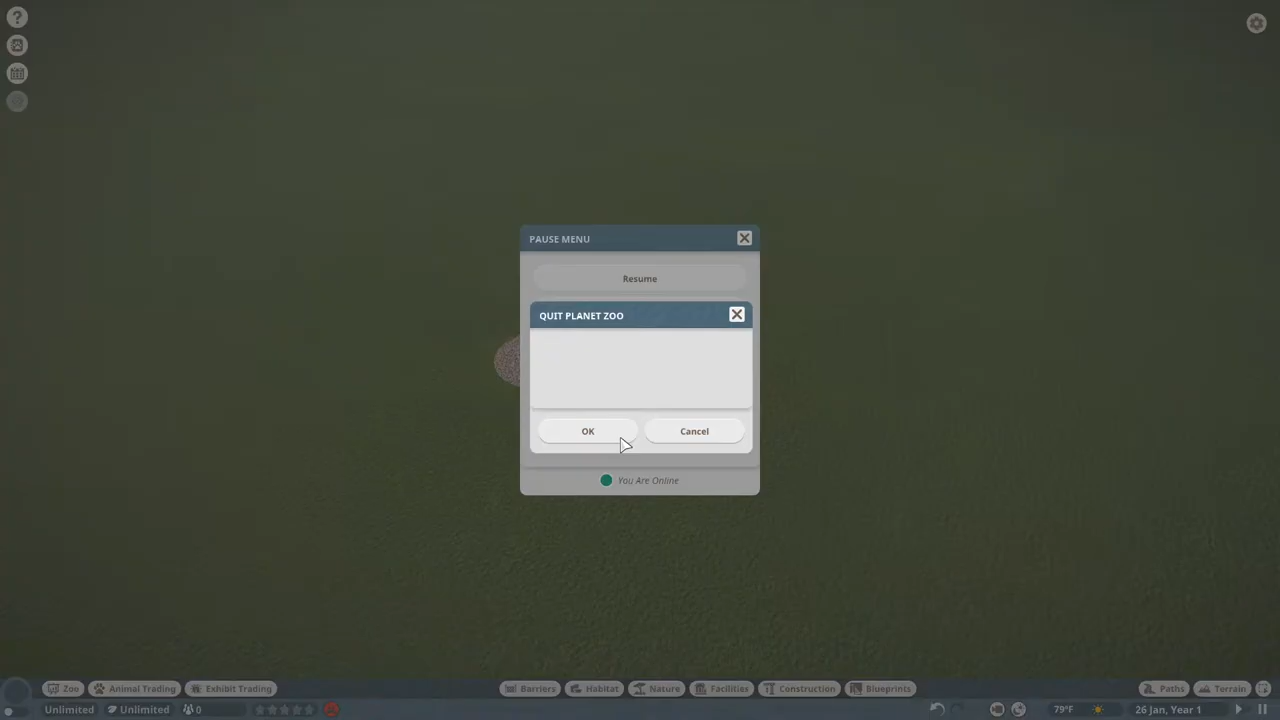 ?
PAUSE MENU
Resume
QUIT PLANET ZOO
OK
Cancel
You Are Online
Zoo
Animal Trading
Exhibit Trading
Barriers
Habitat
Nature
Facilities
Construction
Blueprints
Paths
Terrain
Unlimited
Unlimited
0
79°F
26 Jan, Year 1